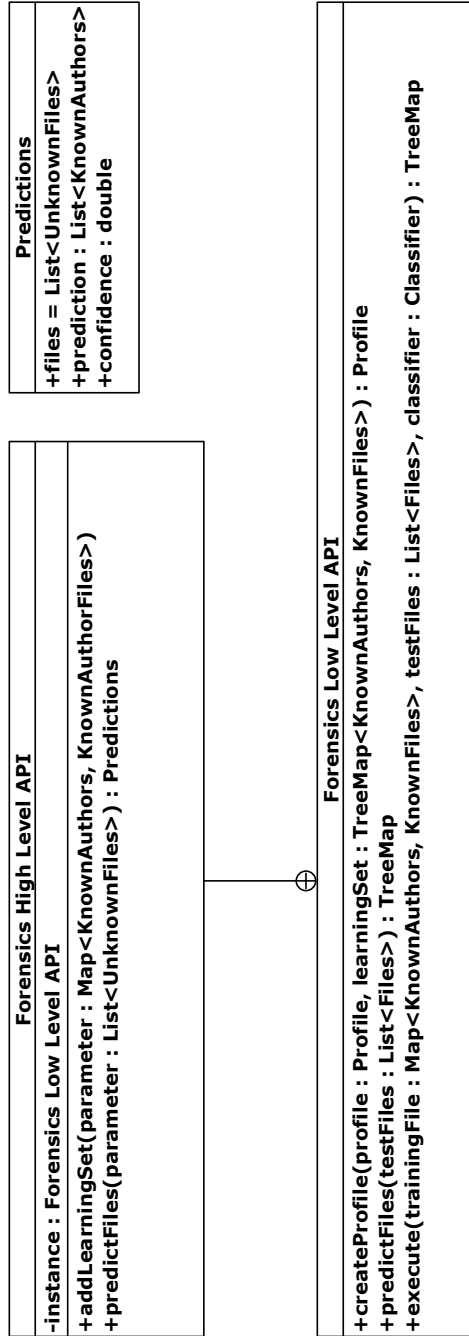 Forensics High Level API
-instance : Forensics Low Level API
+addLearningSet(parameter : Map<KnownAuthors, KnownAuthorFiles>)
+predictFiles(parameter : List<UnknownFiles>) : Predictions
Predictions
+files = List<UnknownFiles>
+prediction : List<KnownAuthors>
+confidence : double
Forensics Low Level API
+createProfile(profile : Profile, learningSet : TreeMap<KnownAuthors, KnownFiles>) : Profile
+predictFiles(testFiles : List<Files>) : TreeMap
+execute(trainingFile : Map<KnownAuthors, KnownFiles>, testFiles : List<Files>, classifier : Classifier) : TreeMap